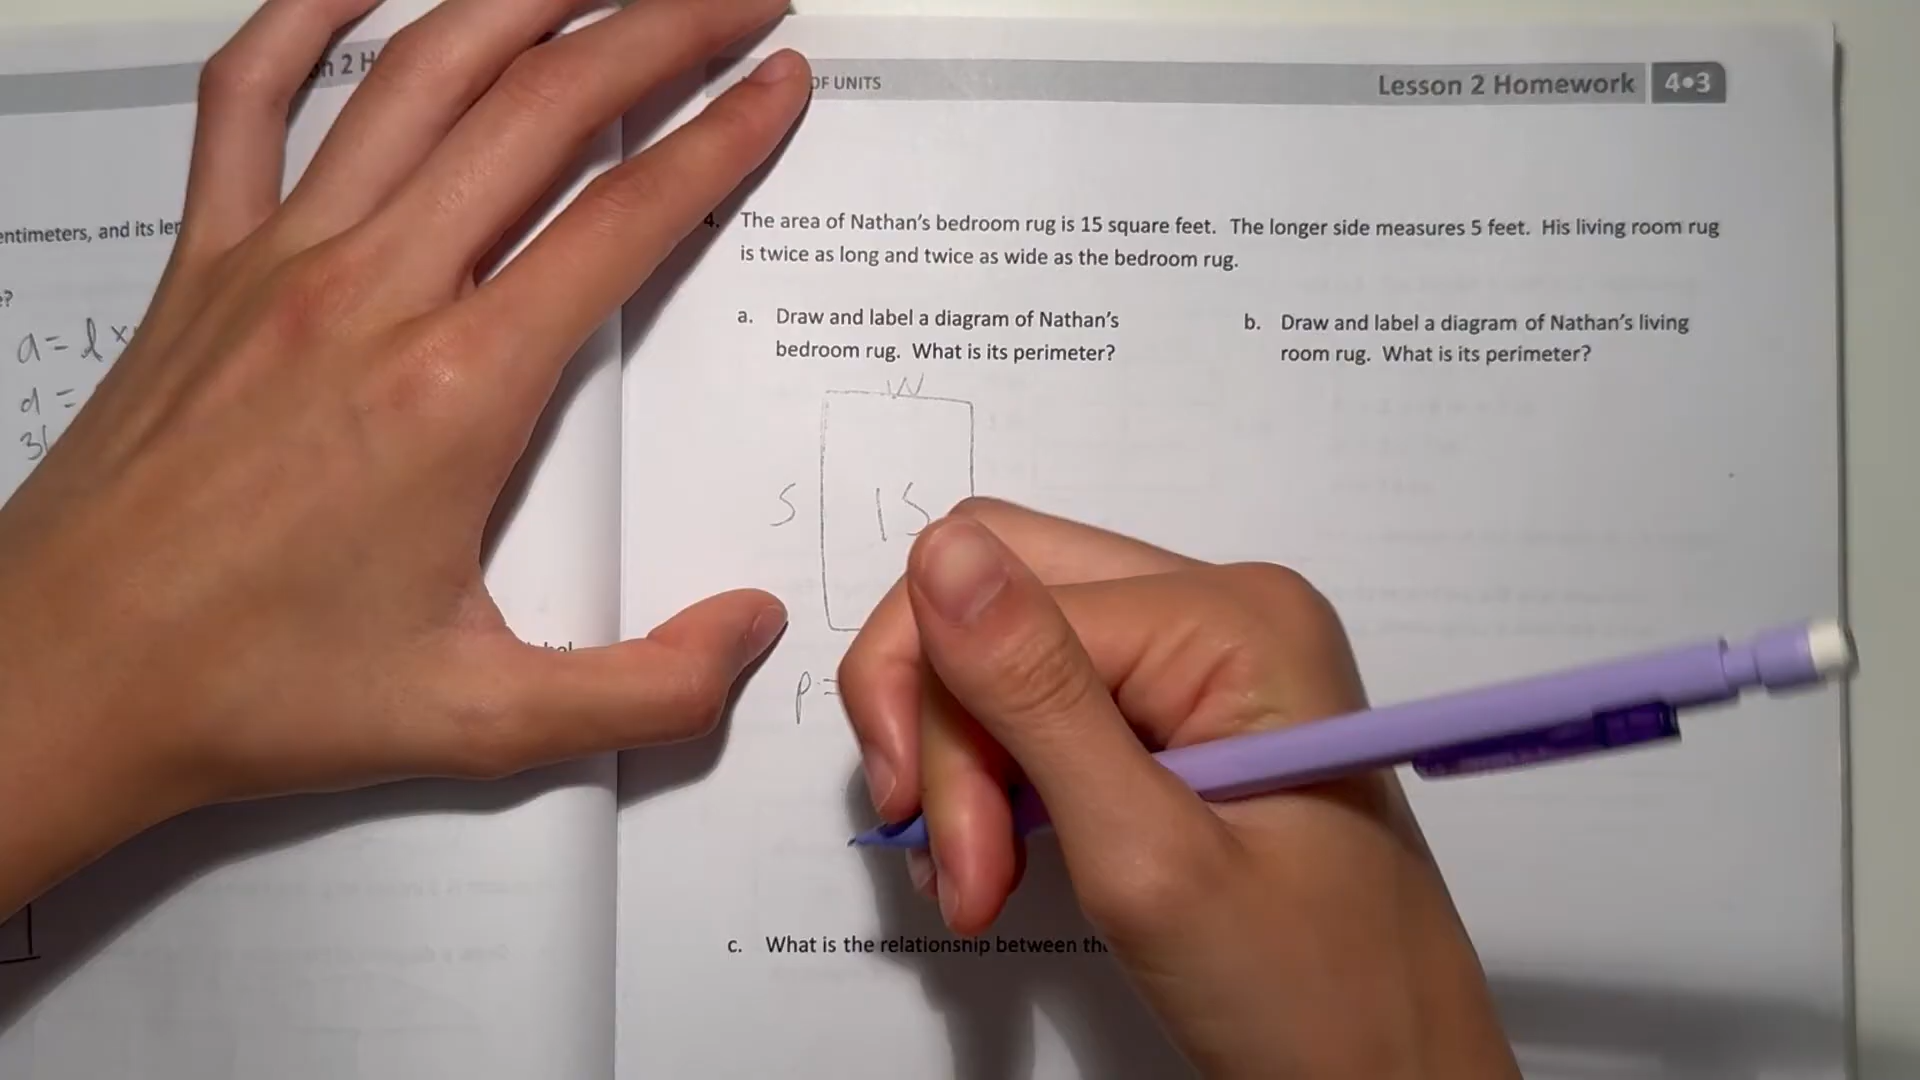 n 2 H
OF UNITS
Lesson 2 Homework 4•3
entimeters, and its
?
a = l x
d =
4. The area of Nathan's bedroom rug is 15 square feet. The longer side measures 5 feet. His living room rug
is twice as long and twice as wide as the bedroom rug.
a. Draw and label a diagram of Nathan's
bedroom rug. What is its perimeter?
b. Draw and label a diagram of Nathan's living
room rug. What is its perimeter?
W
5
15
p =
c. What is the relationship between